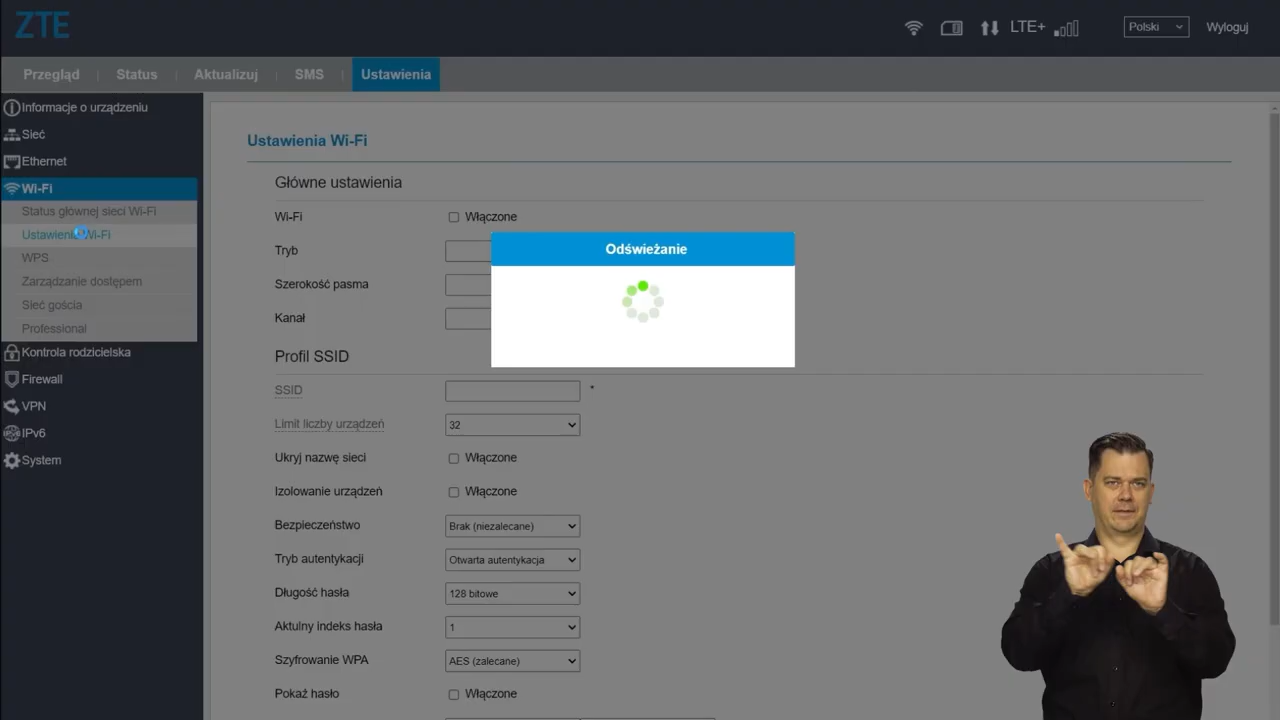 ZTE
LTE+
Polski
Wyloguj
Przegląd | Status | Aktualizuj | SMS | Ustawienia
Informacje o urządzeniu
Sieć
Ethernet
Wi-Fi
Status głównej sieci Wi-Fi
Ustawienia Wi-Fi
WPS
Zarządzanie dostępem
Sieć gościa
Professional
Kontrola rodzicielska
Firewall
VPN
IPv6
System
Ustawienia Wi-Fi
Główne ustawienia
Wi-Fi Włączone
Tryb
Szerokość pasma
Kanał
Odświeżanie
Profil SSID
SSID *
Limit liczby urządzeń 32
Ukryj nazwę sieci Włączone
Izolowanie urządzeń Włączone
Bezpieczeństwo Brak (niezalecane)
Tryb autentykacji Otwarta autentykacja
Długość hasła 128 bitowe
Aktulny indeks hasła 1
Szyfrowanie WPA AES (zalecane)
Pokaż hasło Włączone